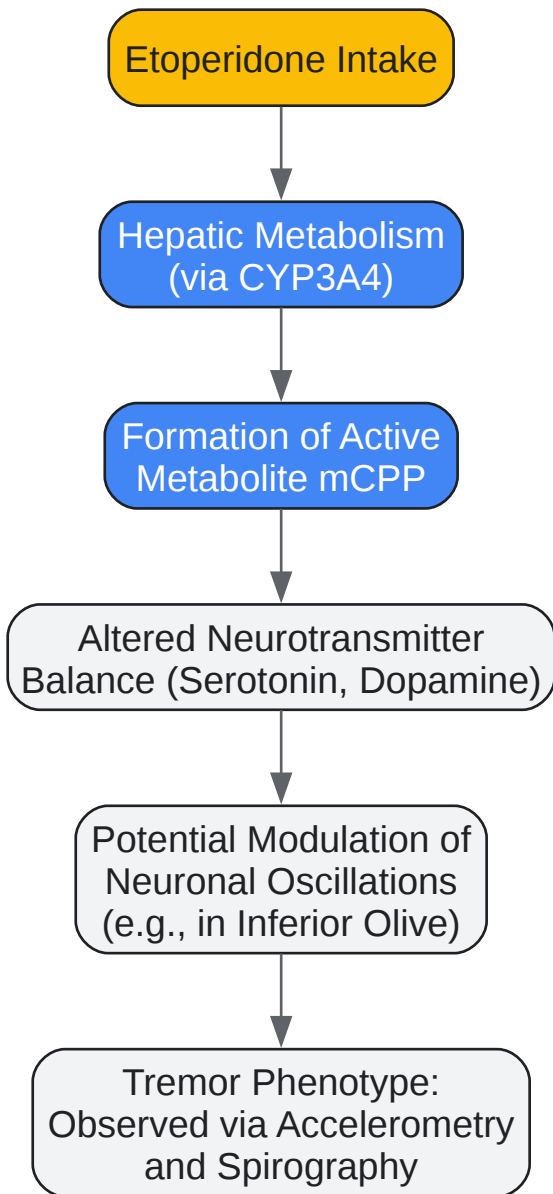 Etoperidone Intake
Hepatic Metabolism
(via CYP3A4)
Formation of Active
Metabolite mCPP
Altered Neurotransmitter
Balance (Serotonin, Dopamine)
Potential Modulation of
Neuronal Oscillations
(e.g., in Inferior Olive)
Tremor Phenotype:
Observed via Accelerometry
and Spirography